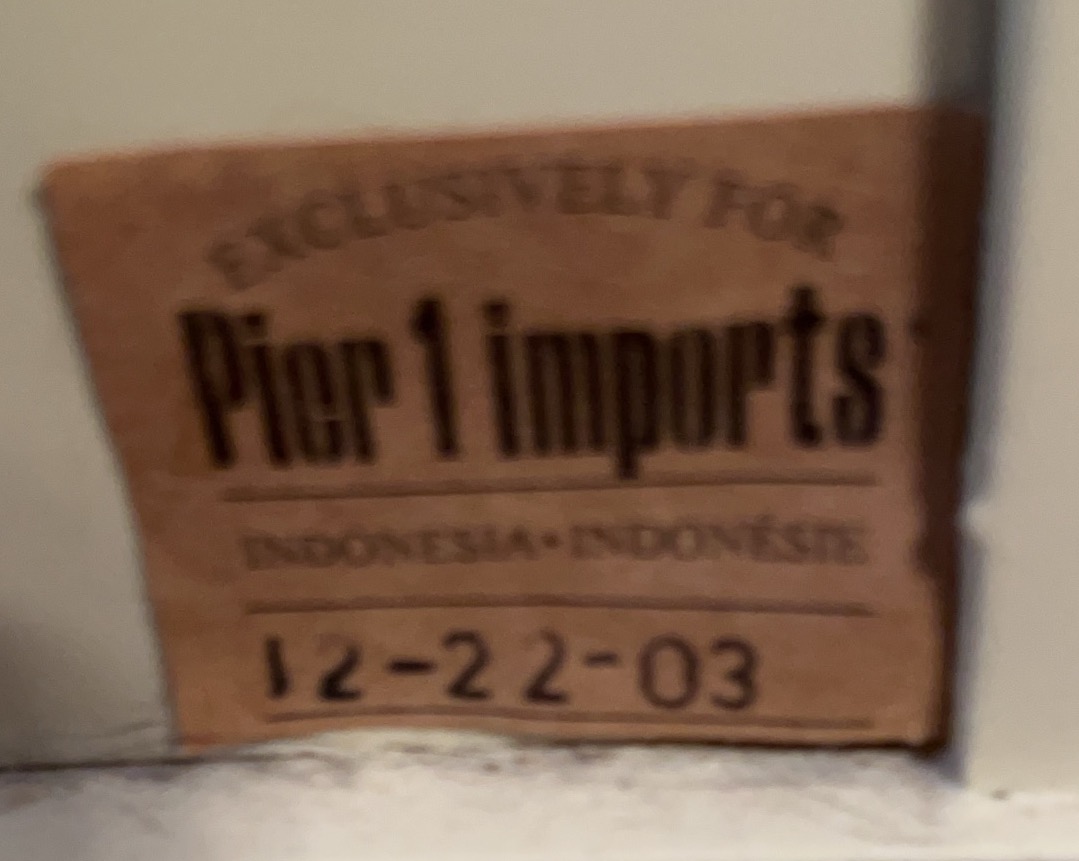 EXCLUSIVELY FOR
Pier 1 imports
INDONESIA • INDONÉSIE
12-22-03